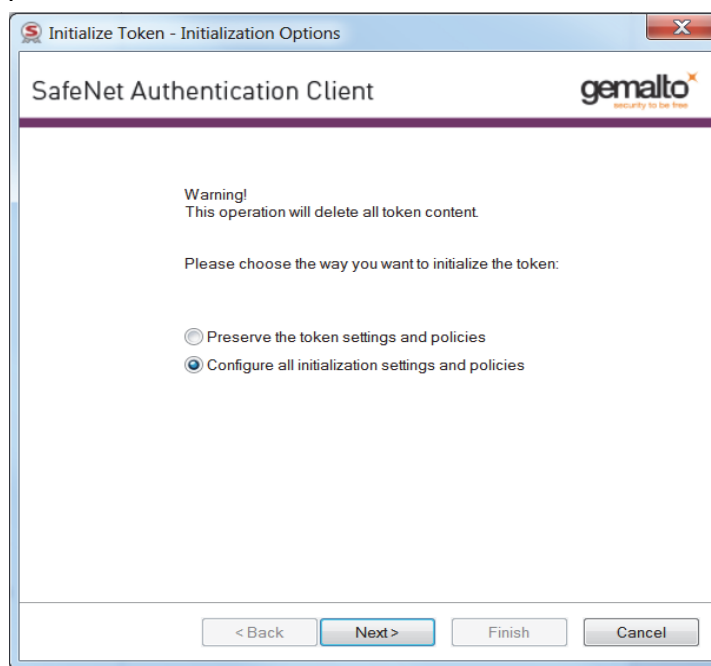 Initialize Token - Initialization Options
X
SafeNet Authentication Client
gemalto
security to be free
Warning!
This operation will delete all token content.
Please choose the way you want to initialize the token:
Preserve the token settings and policies
Configure all initialization settings and policies
< Back Next > Finish Cancel